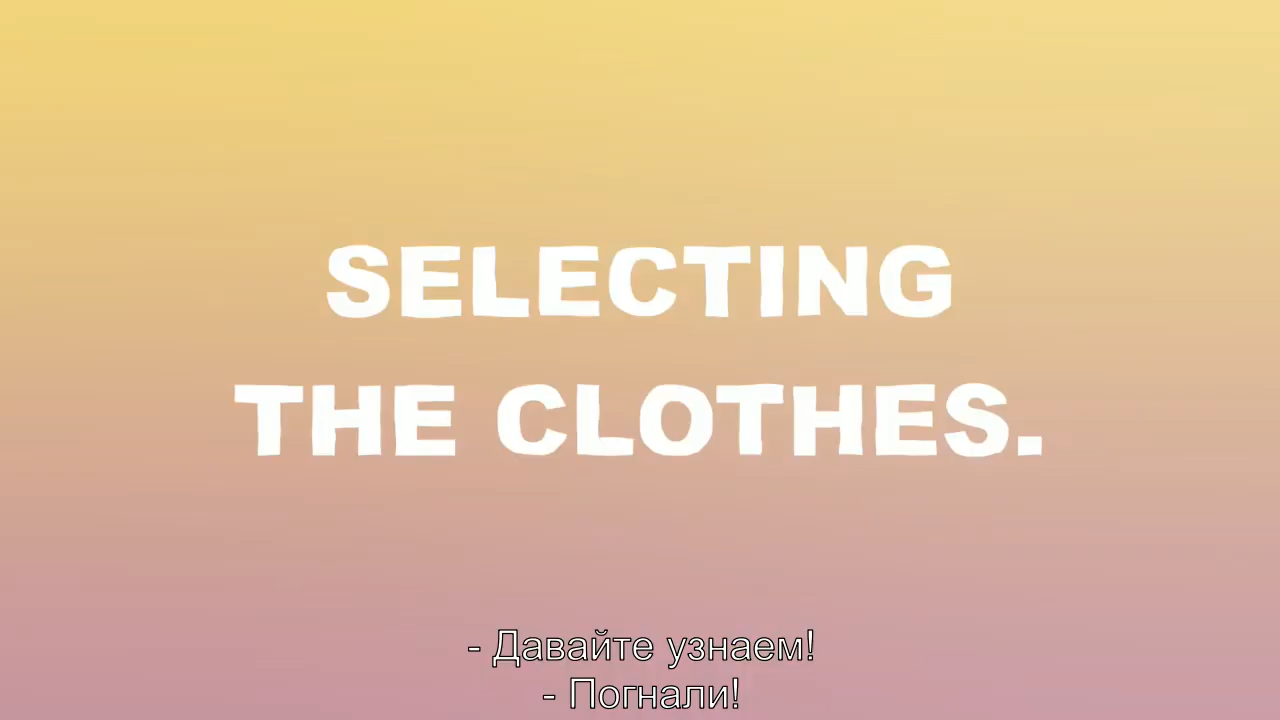 SELECTING
THE CLOTHES.
- Давайте узнаем!
- Погнали!